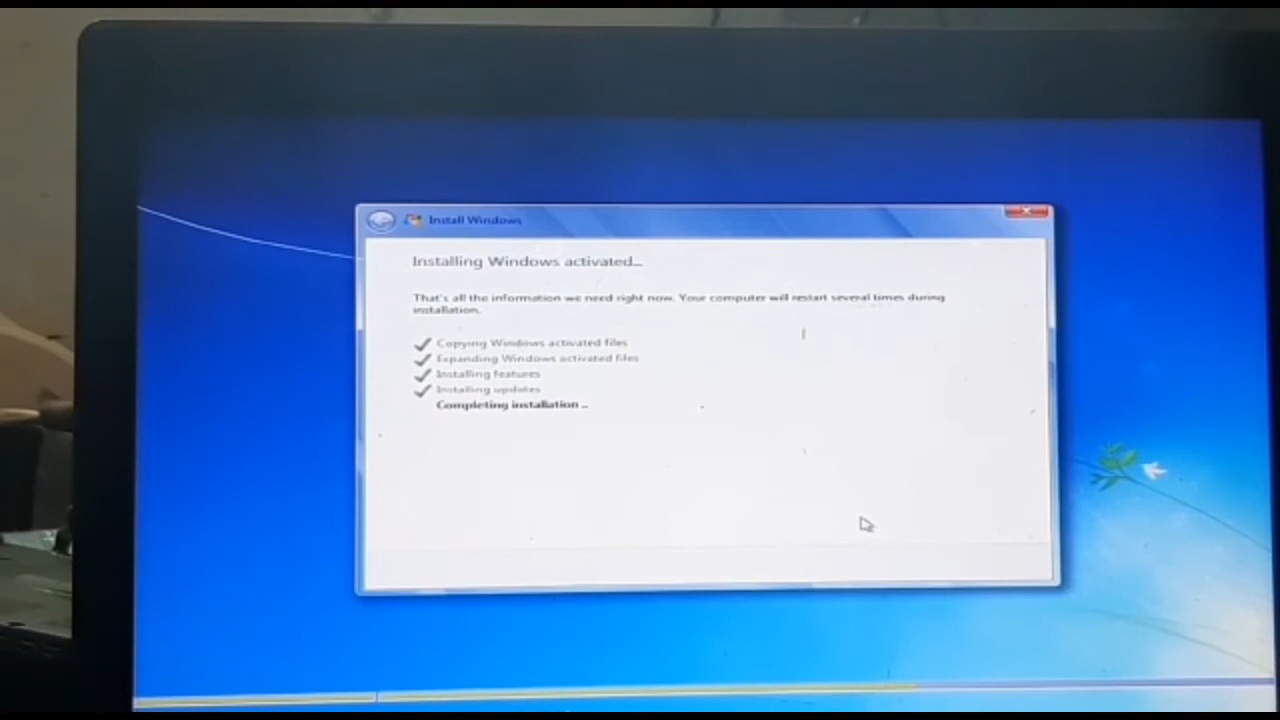 Install Windows
Installing Windows activated...
That's all the information we need right now. Your computer will restart several times during
installation.
Copying Windows activated files
Expanding Windows activated files
Installing features
Installing updates
Completing installation ..